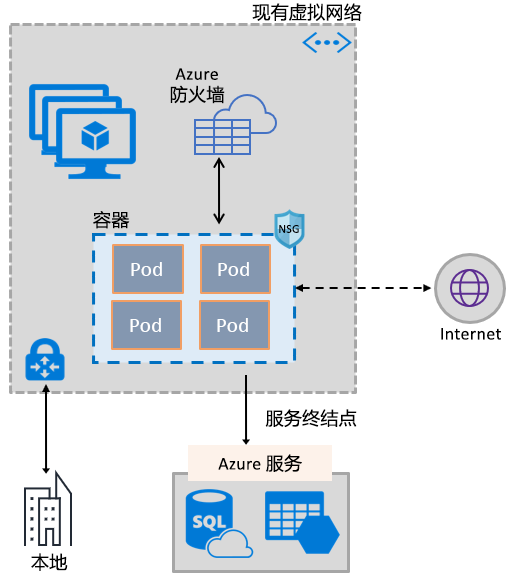 现有虚拟网络
Azure
防火墙
容器
NSG
Pod
Pod
Pod
Pod
Internet
服务终结点
Azure 服务
SQL
本地